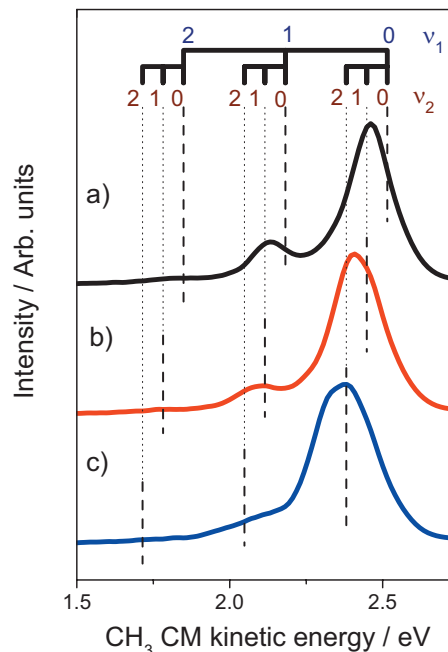 2 1 0 ν₁
2 1 0 2 1 0 2 1 0 ν₂
a)
b)
c)
Intensity / Arb. units
1.5 2.0 2.5
CH₃ CM kinetic energy / eV